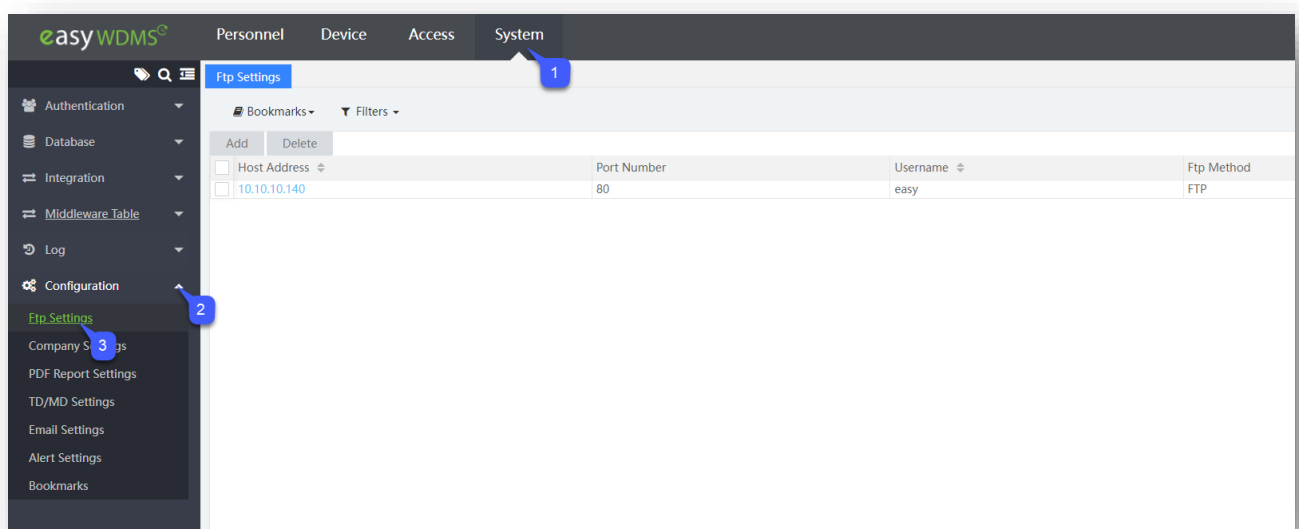 easy WDMS
Personnel Device Access System
1
Ftp Settings
Bookmarks Filters
Add Delete
Host Address Port Number Username Ftp Method
10.10.10.140 80 easy FTP
Authentication
Database
Integration
Middleware Table
Log
Configuration
2
Ftp Settings
3
Company S gs
PDF Report Settings
TD/MD Settings
Email Settings
Alert Settings
Bookmarks